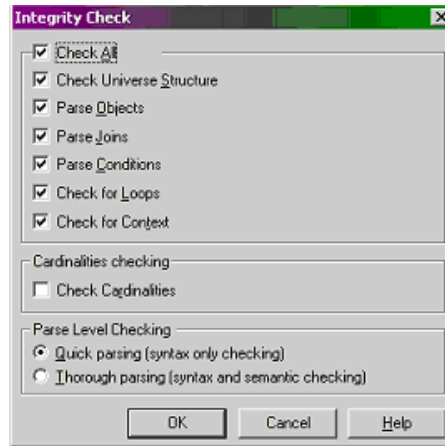 Integrity Check
Check All
Check Universe Structure
Parse Objects
Parse Joins
Parse Conditions
Check for Loops
Check for Context
Cardinalities checking
Check Cardinalities
Parse Level Checking
Quick parsing (syntax only checking)
Thorough parsing (syntax and semantic checking)
OK Cancel Help